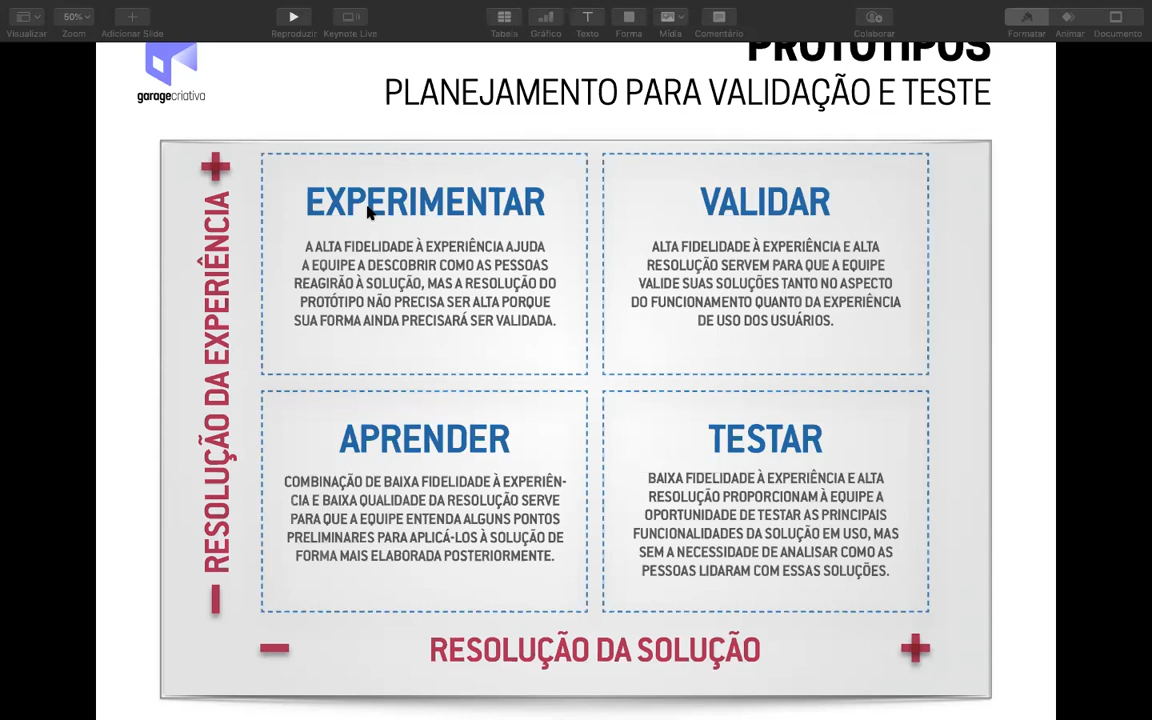 50%
Visualizar
Zoom
Adicionar Slide
Reproduzir
Keynote Live
Tabela
Gráfico
Texto
Forma
Mídia
Comentário
Colaborar
Formatar
Animar
Documento
garagecriativa
PROTÓTIPOS
PLANEJAMENTO PARA VALIDAÇÃO E TESTE
RESOLUÇÃO DA EXPERIÊNCIA
EXPERIMENTAR
A ALTA FIDELIDADE À EXPERIÊNCIA AJUDA
A EQUIPE A DESCOBRIR COMO AS PESSOAS
REAGIRÃO À SOLUÇÃO, MAS A RESOLUÇÃO DO
PROTÓTIPO NÃO PRECISA SER ALTA PORQUE
SUA FORMA AINDA PRECISARÁ SER VALIDADA.
VALIDAR
ALTA FIDELIDADE À EXPERIÊNCIA E ALTA
RESOLUÇÃO SERVEM PARA QUE A EQUIPE
VALIDE SUAS SOLUÇÕES TANTO NO ASPECTO
DO FUNCIONAMENTO QUANTO DA EXPERIÊNCIA
DE USO DOS USUÁRIOS.
APRENDER
COMBINAÇÃO DE BAIXA FIDELIDADE À EXPERIÊN-
CIA E BAIXA QUALIDADE DA RESOLUÇÃO SERVE
PARA QUE A EQUIPE ENTENDA ALGUNS PONTOS
PRELIMINARES PARA APLICÁ-LOS À SOLUÇÃO DE
FORMA MAIS ELABORADA POSTERIORMENTE.
TESTAR
BAIXA FIDELIDADE À EXPERIÊNCIA E ALTA
RESOLUÇÃO PROPORCIONAM À EQUIPE A
OPORTUNIDADE DE TESTAR AS PRINCIPAIS
FUNCIONALIDADES DA SOLUÇÃO EM USO, MAS
SEM A NECESSIDADE DE ANALISAR COMO AS
PESSOAS LIDARAM COM ESSAS SOLUÇÕES.
RESOLUÇÃO DA SOLUÇÃO